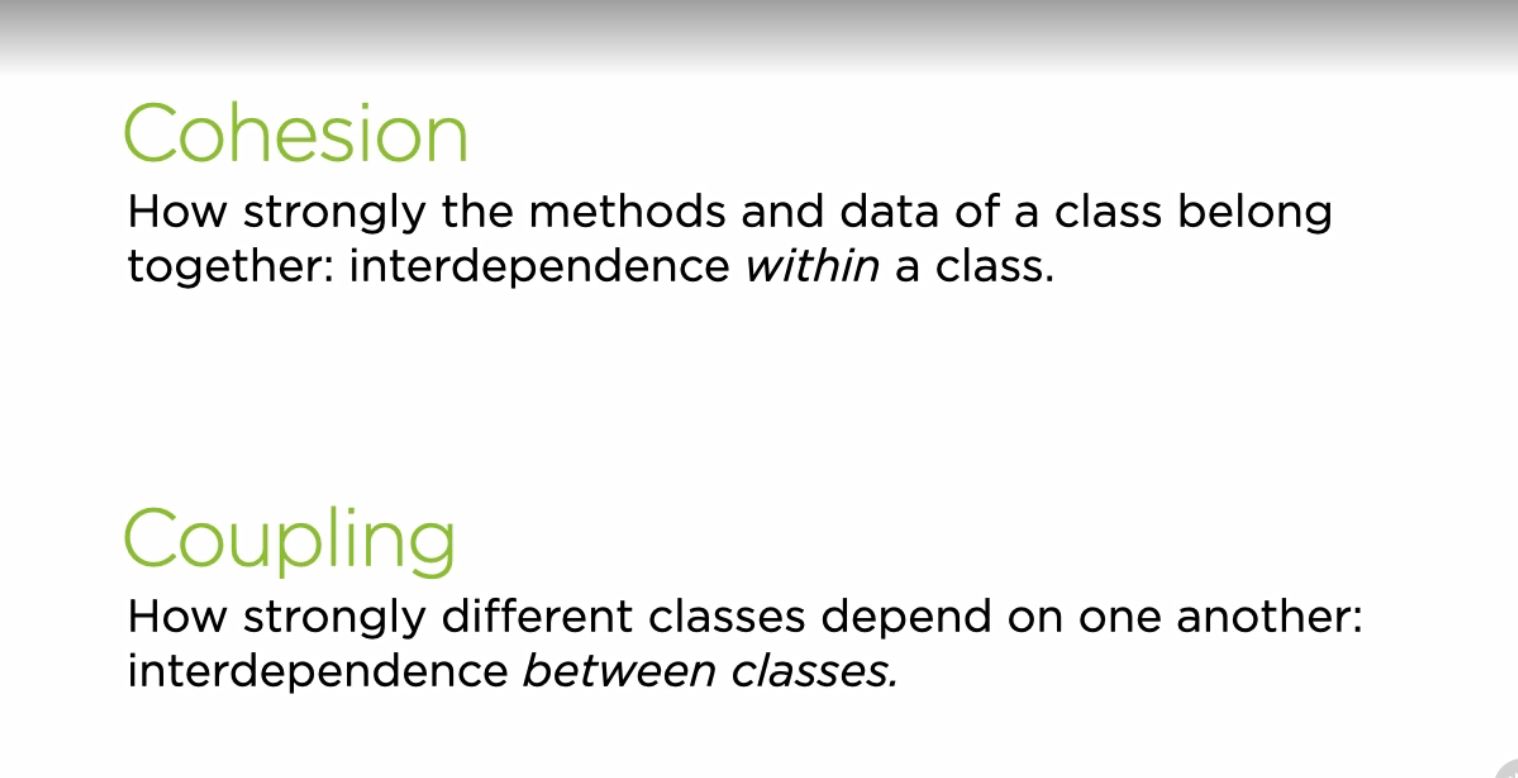 Cohesion
How strongly the methods and data of a class belong
together: interdependence within a class.
Coupling
How strongly different classes depend on one another:
interdependence between classes.